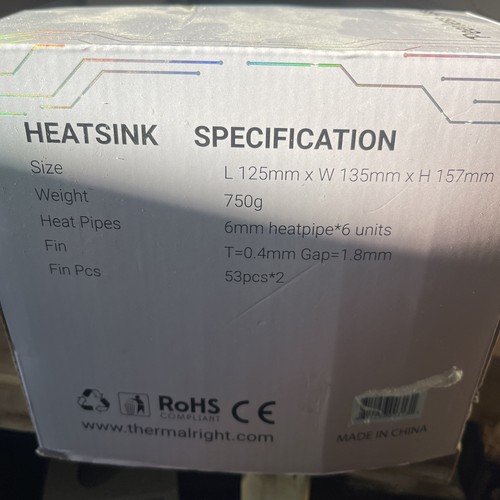 HEATSINK SPECIFICATION
Size L 125mm x W 135mm x H 157mm
Weight 750g
Heat Pipes 6mm heatpipe*6 units
Fin T=0.4mm Gap=1.8mm
Fin Pcs 53pcs*2
RoHS
COMPLIANT
CE
www.thermalright.com
MADE IN CHINA